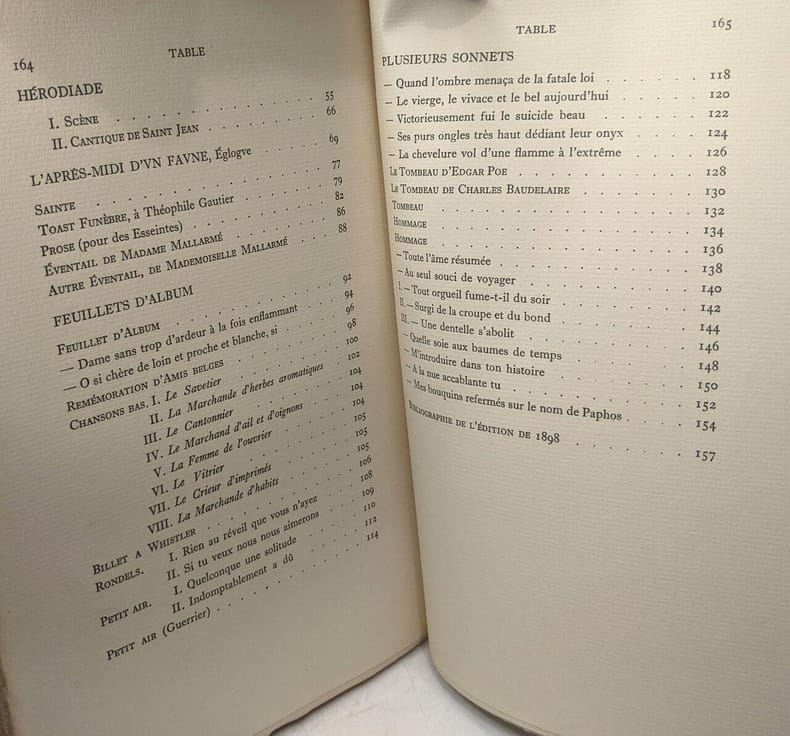 164
TABLE
HÉRODIADE
I. SCÈNE . . . . . . . . . . 55
II. CANTIQUE DE SAINT JEAN . . . . . . 66
L'APRÈS-MIDI D'VN FAVNE, Églogve . . . . 69
SAINTE . . . . . . . . . . 77
TOAST FUNÈBRE, à Théophile Gautier . . . . 79
PROSE (pour des Esseintes) . . . . . . 82
ÉVENTAIL DE MADAME MALLARMÉ . . . . 86
AUTRE ÉVENTAIL, DE MADEMOISELLE MALLARMÉ . . 88
FEUILLETS D'ALBUM
FEUILLET D'ALBUM . . . . . . . 92
— Dame sans trop d'ardeur à la fois enflammant . . . 94
— O si chère de loin et proche et blanche, si . . . 96
REMÉMORATION D'AMIS BELGES . . . . . 98
CHANSONS BAS. I. Le Savetier . . . . . 100
II. La Marchande d'herbes aromatiques . 102
III. Le Cantonnier . . . . . 104
IV. Le Marchand d'ail et d'oignons . . 104
V. La Femme de l'ouvrier . . . . 104
VI. Le Vitrier . . . . . . 105
VII. Le Crieur d'imprimés . . . . 105
VIII. La Marchande d'habits . . . . 105
BILLET A WHISTLER . . . . . . . 106
RONDELS. I. Rien au réveil que vous n'ayez . . . 108
II. Si tu veux nous nous aimerons . . . 109
PETIT AIR. I. Quelconque une solitude . . . . 110
II. Indomptablement a dû . . . . 112
PETIT AIR (Guerrier) . . . . . . . 114
TABLE
165
PLUSIEURS SONNETS
— Quand l'ombre menaça de la fatale loi . . . . . . 118
— Le vierge, le vivace et le bel aujourd'hui . . . . . 120
— Victorieusement fui le suicide beau . . . . . . 122
— Ses purs ongles très haut dédiant leur onyx . . . . 124
— La chevelure vol d'une flamme à l'extrême . . . . 126
LE TOMBEAU D'EDGAR POE . . . . . . . . 128
LE TOMBEAU DE CHARLES BAUDELAIRE . . . . . . 130
TOMBEAU . . . . . . . . . . . 132
HOMMAGE . . . . . . . . . . . 134
HOMMAGE . . . . . . . . . . . 136
— Toute l'âme résumée . . . . . . . . 138
— Au seul souci de voyager . . . . . . . 140
I. — Tout orgueil fume-t-il du soir . . . . . . 142
II. — Surgi de la croupe et du bond . . . . . . 144
III. — Une dentelle s'abolit . . . . . . . 146
— Quelle soie aux baumes de temps . . . . . . 148
— M'introduire dans ton histoire . . . . . . 150
— A la nue accablante tu . . . . . . . 152
— Mes bouquins refermés sur le nom de Paphos . . . . 154
BIBLIOGRAPHIE DE L'ÉDITION DE 1898 . . . . . 157